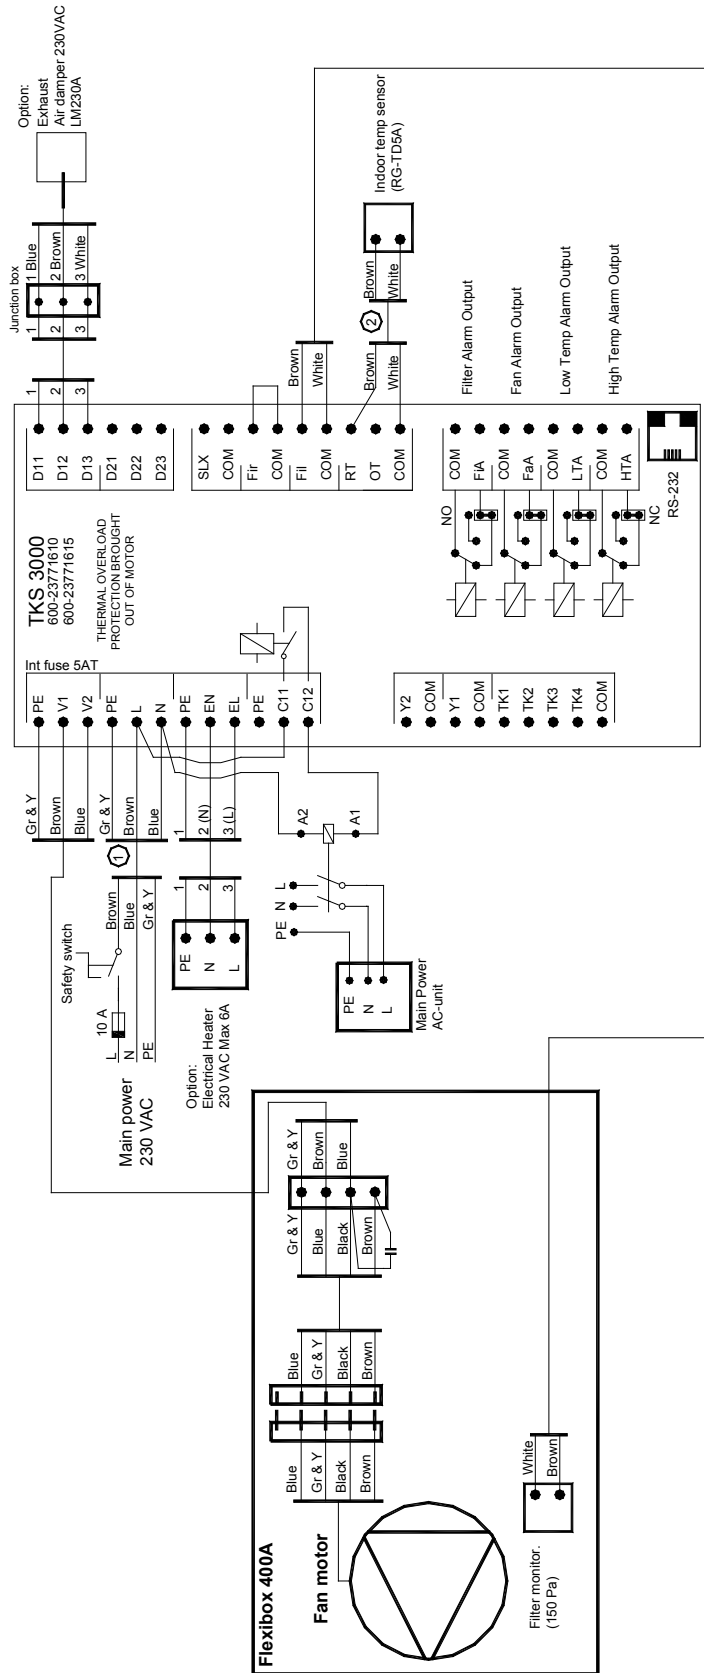 Option:
Exhaust
Air damper 230VAC
LM230A
Junction box
1 Blue
2 Brown
3 White
1
2
3
1
2
3
Indoor temp sensor
(RG-TD5A)
Brown
White
2
Brown
White
Brown
White
Filter Alarm Output
Fan Alarm Output
Low Temp Alarm Output
High Temp Alarm Output
D11
D12
D13
D21
D22
D23
SLX
COM
Fir
COM
Fil
COM
RT
OT
COM
COM
FiA
COM
FaA
COM
LTA
COM
HTA
NO
NC
RS-232
TKS 3000
600-23771610
600-23771615
THERMAL OVERLOAD
PROTECTION BROUGHT
OUT OF MOTOR
Int fuse 5AT
PE
V1
V2
PE
L
N
PE
EN
EL
PE
C11
C12
Y2
COM
Y1
COM
TK1
TK2
TK3
TK4
COM
Gr & Y
Brown
Blue
Gr & Y
Brown
Blue
1
2 (N)
3 (L)
1
Safety switch
Brown
Blue
Gr & Y
10 A
L
N
PE
Main power
230 VAC
1
2
3
PE
N
L
Option:
Electrical Heater
230 VAC Max 6A
A2
A1
L
N
PE
PE
N
L
Main Power
AC-unit
Flexibox 400A
Fan motor
Gr & Y
Brown
Blue
Gr & Y
Blue
Black
Brown
Blue
Gr & Y
Black
Brown
Blue
Gr & Y
Black
Brown
White
Brown
Filter monitor.
(150 Pa)